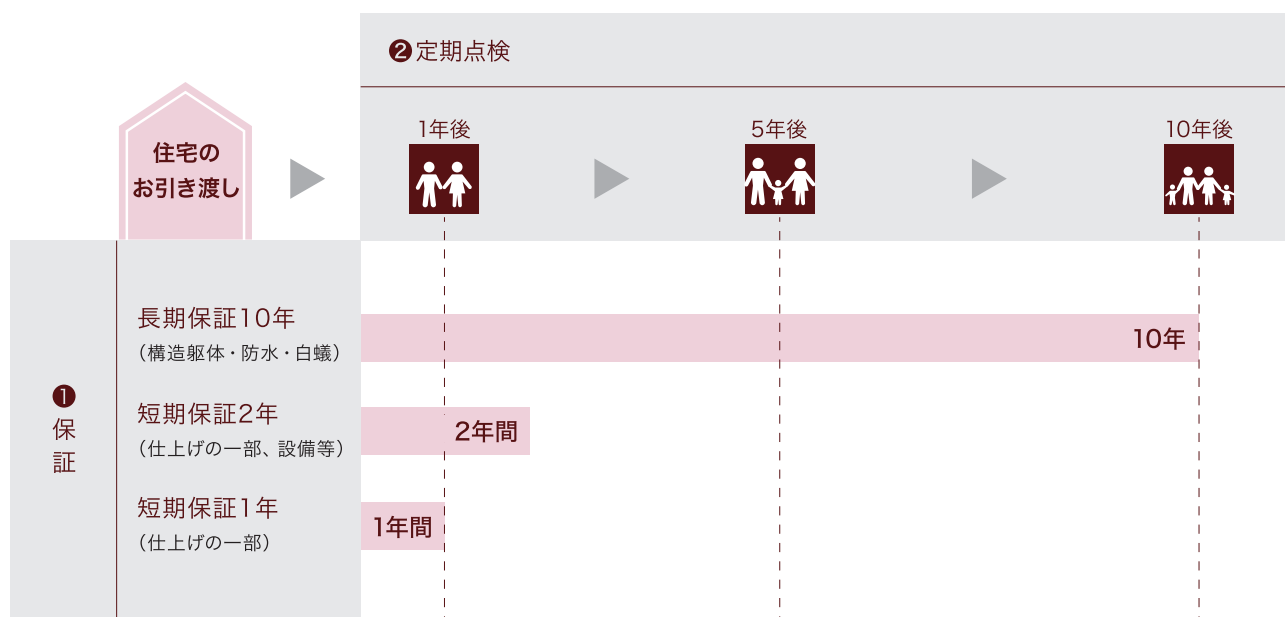 ❷定期点検
住宅の
お引き渡し
1年後
5年後
10年後
❶保証
長期保証10年
（構造躯体・防水・白蟻）
10年
短期保証2年
（仕上げの一部、設備等）
2年間
短期保証1年
（仕上げの一部）
1年間